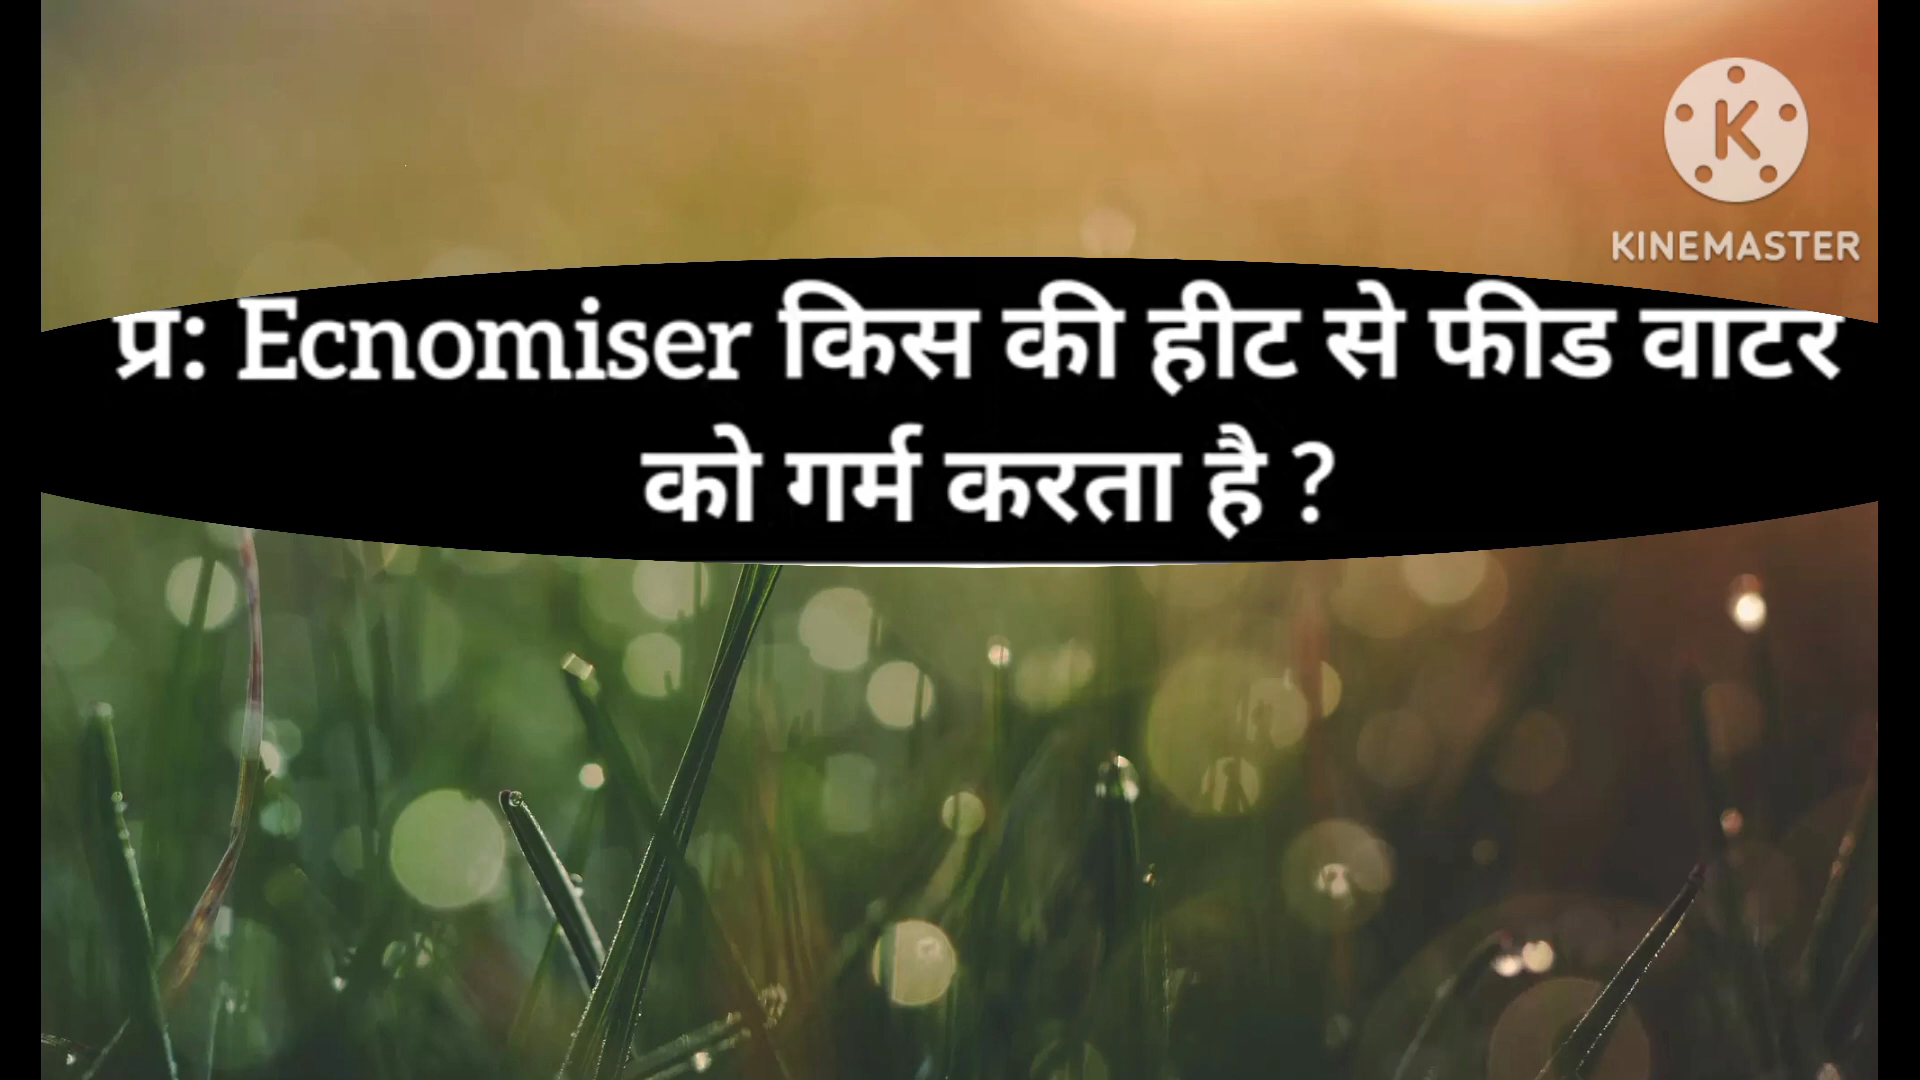 KINEMASTER
प्र: Ecnomiser किस की हीट से फीड वाटर
को गर्म करता है ?